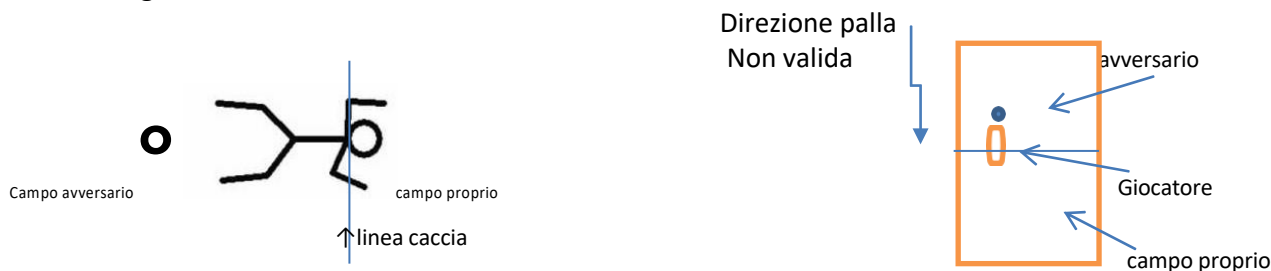 Campo avversario
campo proprio
↑linea caccia
Direzione palla
Non valida
avversario
Giocatore
campo proprio